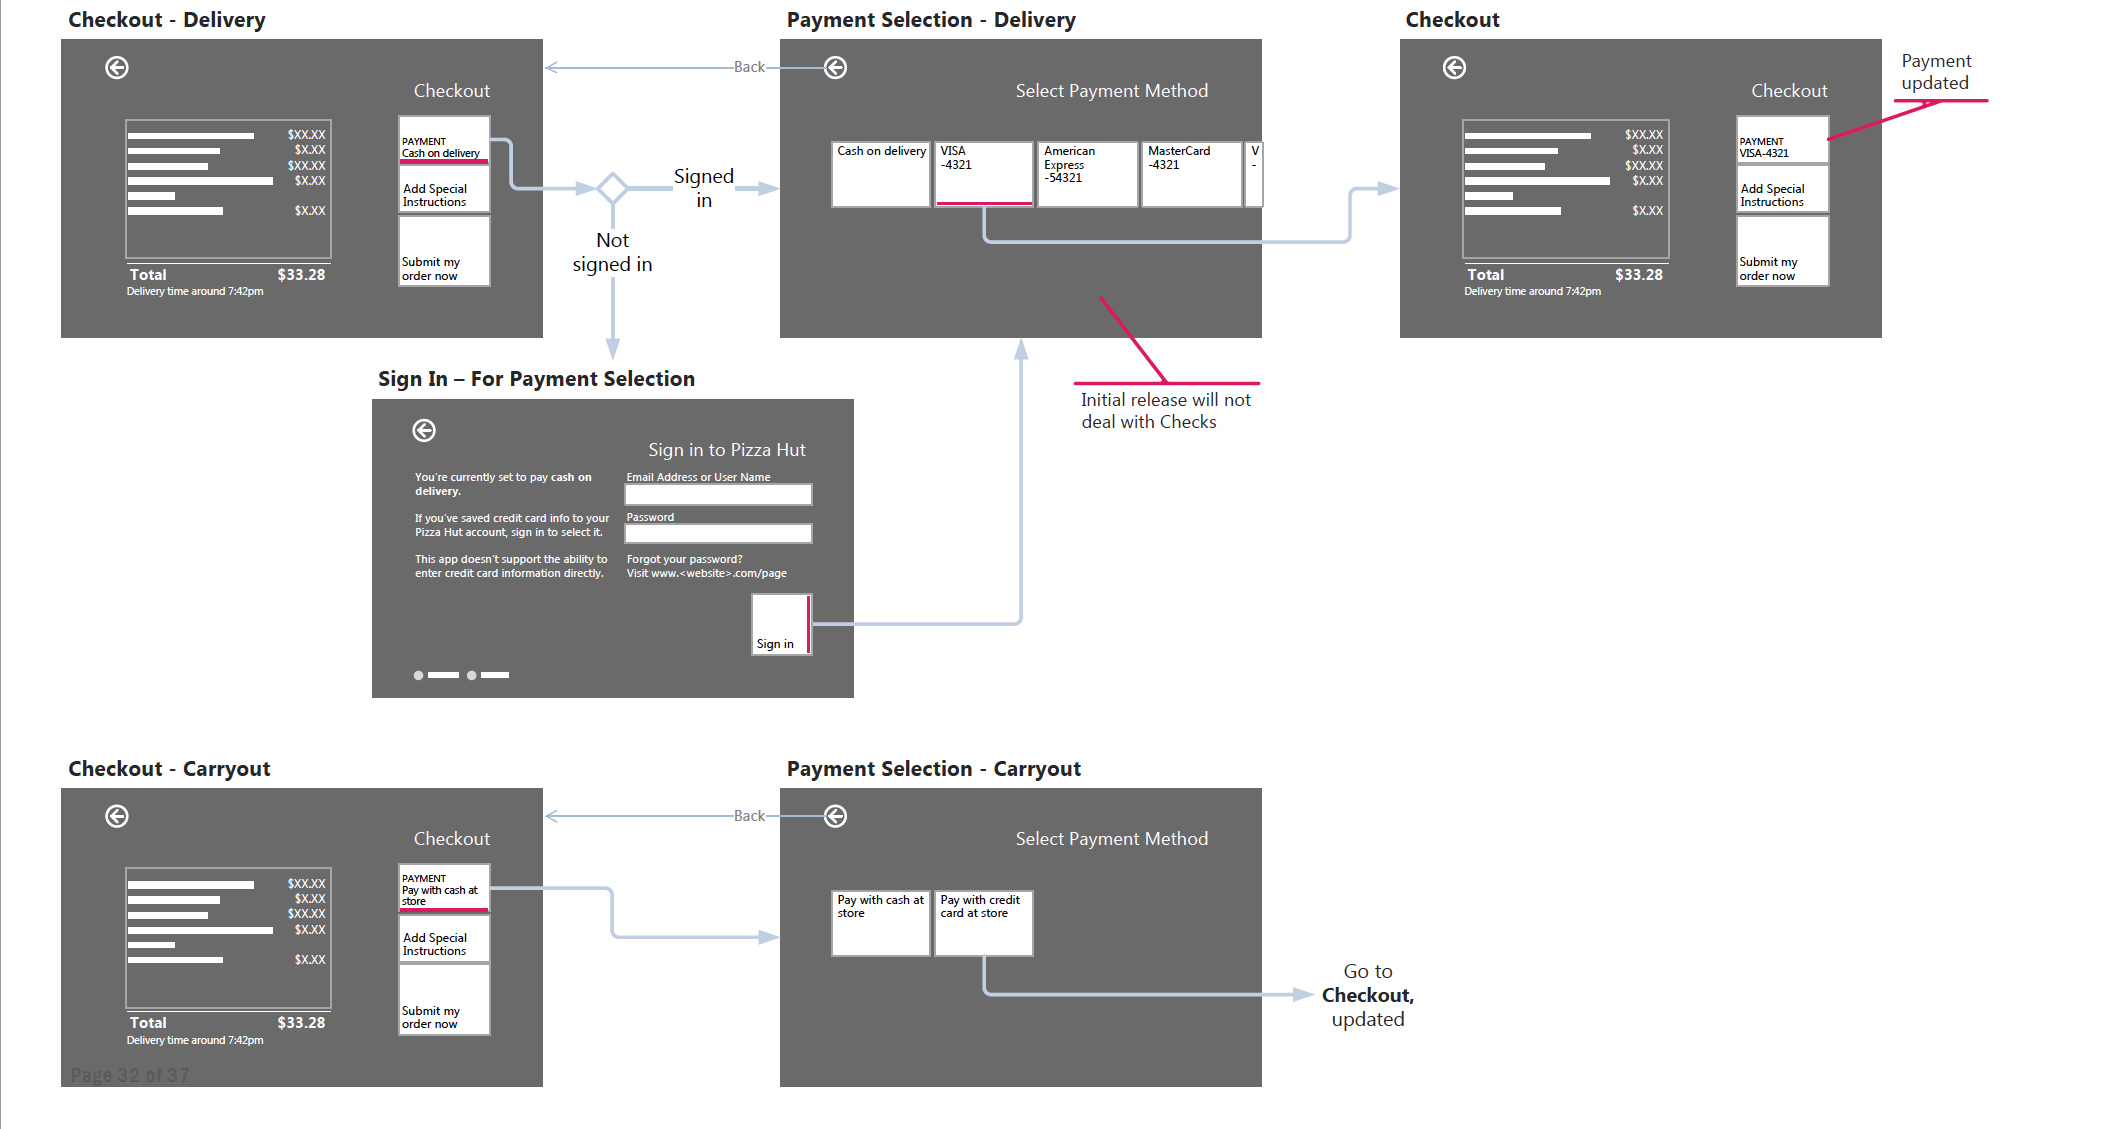 Checkout - Delivery
Checkout
PAYMENT
Cash on delivery
Add Special
Instructions
Submit my
order now
$XX.XX
$X.XX
$XX.XX
$X.XX
$X.XX
Total $33.28
Delivery time around 7:42pm
Signed
in
Not
signed in
Back
Payment Selection - Delivery
Select Payment Method
Cash on delivery
VISA
-4321
American
Express
-54321
MasterCard
-4321
V
-
Initial release will not
deal with Checks
Checkout
Checkout
$XX.XX
$X.XX
$XX.XX
$X.XX
$X.XX
Total $33.28
Delivery time around 7:42pm
PAYMENT
VISA-4321
Add Special
Instructions
Submit my
order now
Payment
updated
Sign In – For Payment Selection
Sign in to Pizza Hut
You're currently set to pay cash on
delivery.
If you've saved credit card info to your
Pizza Hut account, sign in to select it.
This app doesn't support the ability to
enter credit card information directly.
Email Address or User Name
Password
Forgot your password?
Visit www.<website>.com/page
Sign in
Checkout - Carryout
Checkout
$XX.XX
$X.XX
$XX.XX
$X.XX
$X.XX
Total $33.28
Delivery time around 7:42pm
PAYMENT
Pay with cash at
store
Add Special
Instructions
Submit my
order now
Page 32 of 37
Back
Payment Selection - Carryout
Select Payment Method
Pay with cash at
store
Pay with credit
card at store
Go to
Checkout,
updated